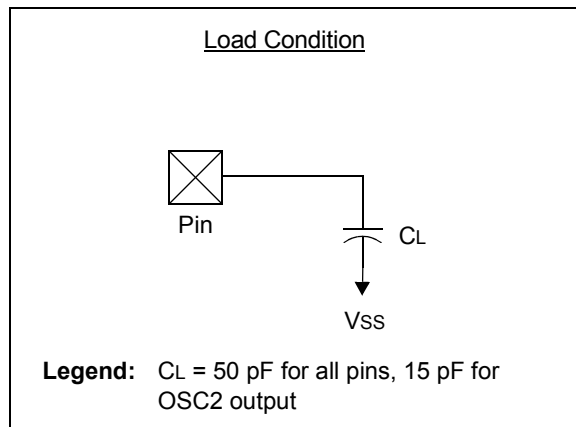 Load Condition
Pin
CL
VSS
Legend: CL = 50 pF for all pins, 15 pF for
OSC2 output